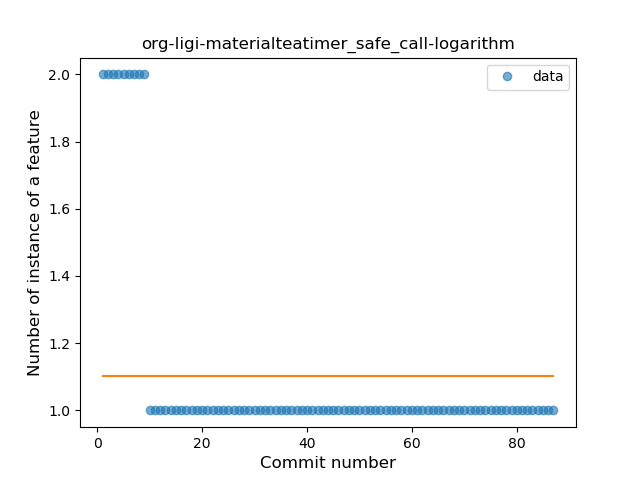 org-ligi-materialteatimer_safe_call-logarithm
data
Number of instance of a feature
2.0
1.8
1.6
1.4
1.2
1.0
0
20
40
60
80
Commit number